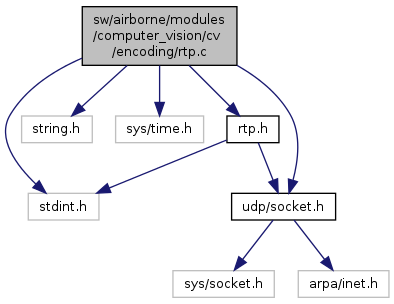 sw/airborne/modules
/computer_vision/cv
/encoding/rtp.c
string.h
sys/time.h
rtp.h
stdint.h
udp/socket.h
sys/socket.h
arpa/inet.h